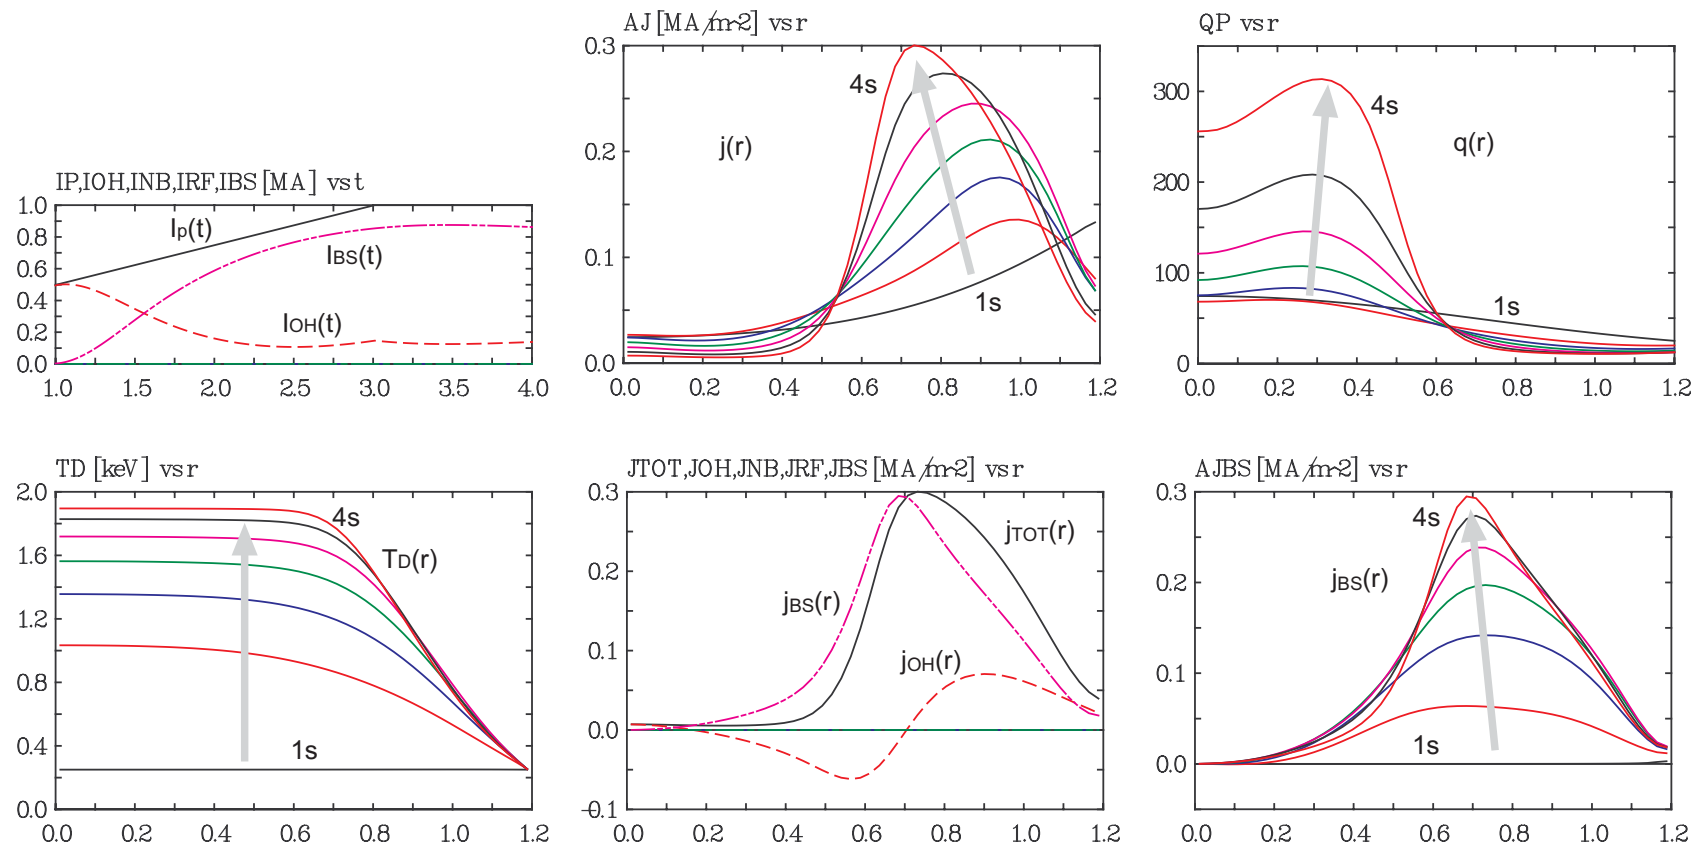 AJ[MA/m^2] vsr
0.3
0.2
0.1
0.0
4s
j(r)
1s
0.0 0.2 0.4 0.6 0.8 1.0 1.2
QP vsr
300
200
100
0
4s
q(r)
1s
0.0 0.2 0.4 0.6 0.8 1.0 1.2
IP,IOH,INB,IRF,IBS[MA] vst
1.0
0.8
0.6
0.4
0.2
0.0
Ip(t)
IBS(t)
IOH(t)
1.0 1.5 2.0 2.5 3.0 3.5 4.0
TD [keV] vsr
2.0
1.6
1.2
0.8
0.4
0.0
4s
TD(r)
1s
0.0 0.2 0.4 0.6 0.8 1.0 1.2
JTOT,JOH,JNB,JRF,JBS[MA/m^2] vsr
0.3
0.2
0.1
0.0
-0.1
jTOT(r)
jBS(r)
jOH(r)
0.0 0.2 0.4 0.6 0.8 1.0 1.2
AJBS[MA/m^2] vsr
0.3
0.2
0.1
0.0
4s
jBS(r)
1s
0.0 0.2 0.4 0.6 0.8 1.0 1.2